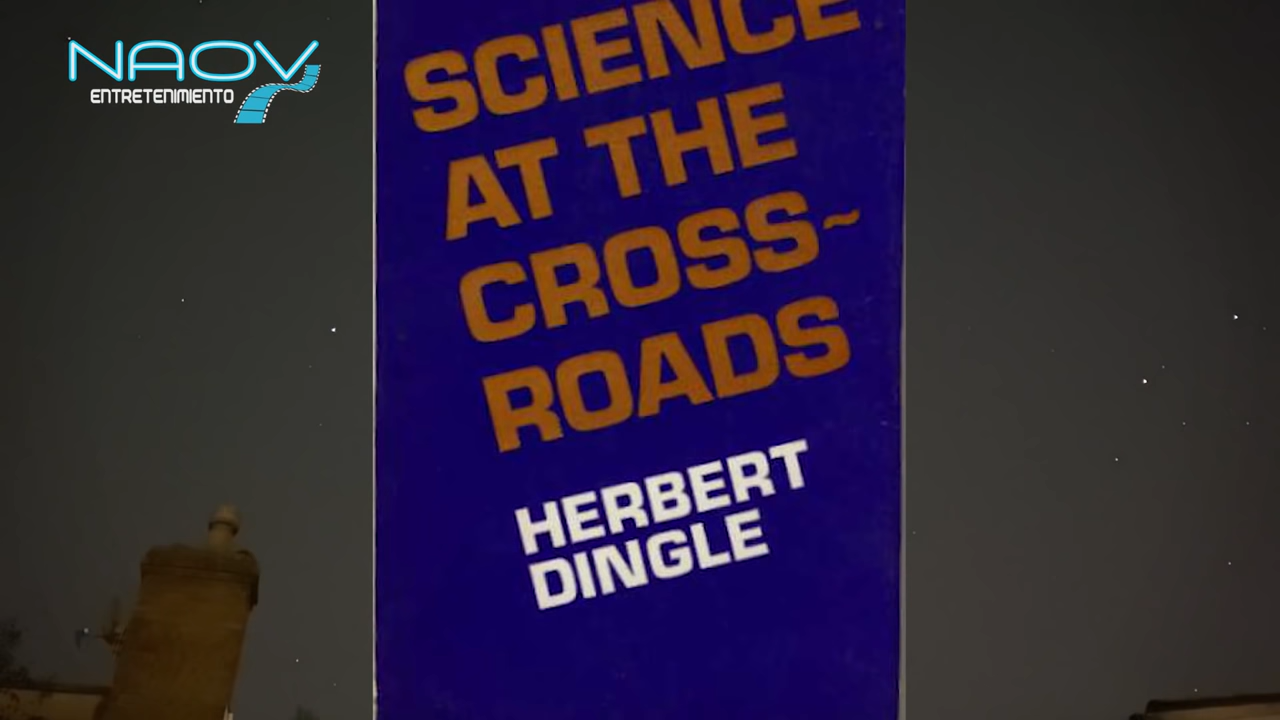 NAOV
ENTRETENIMIENTO
SCIENCE
AT THE
CROSS~
ROADS
HERBERT
DINGLE